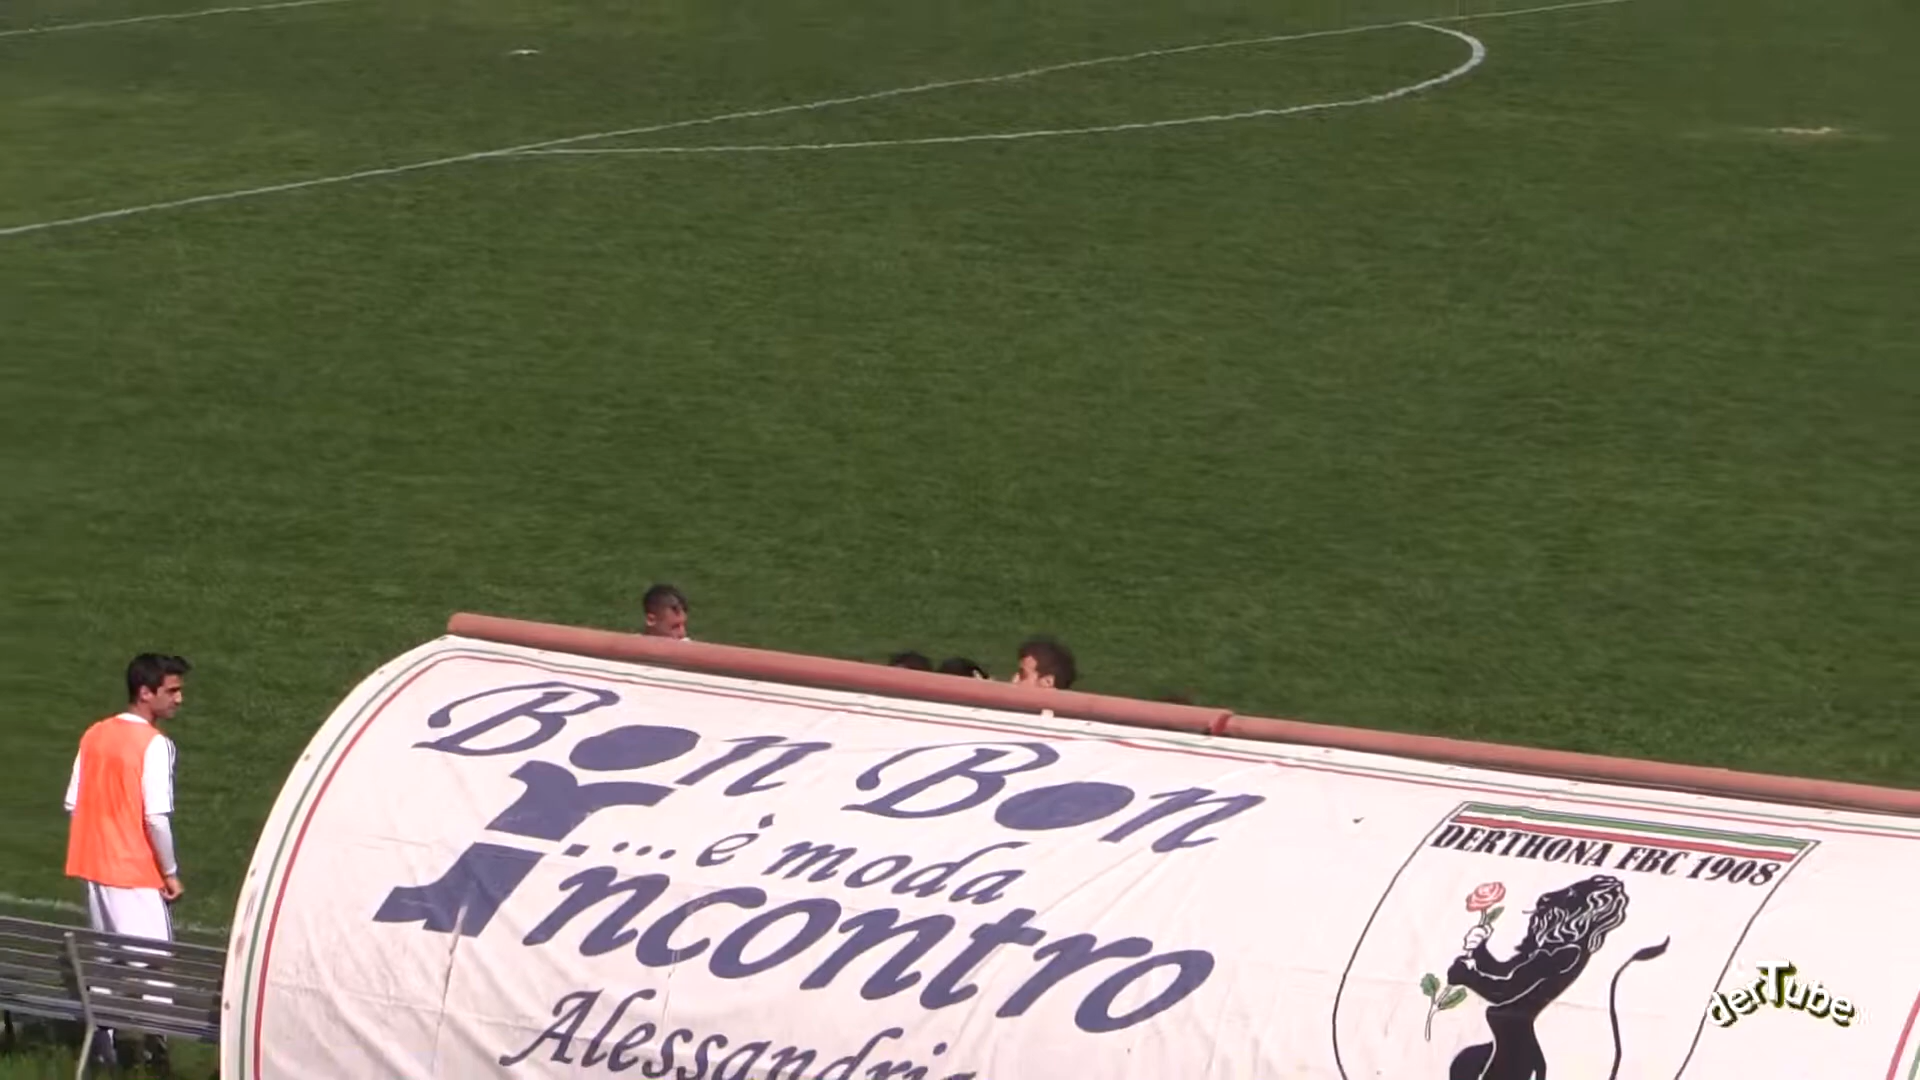 Bon Bon
... è moda
Incontro
Alessandria
DERTHONA FBC 1908
derTube